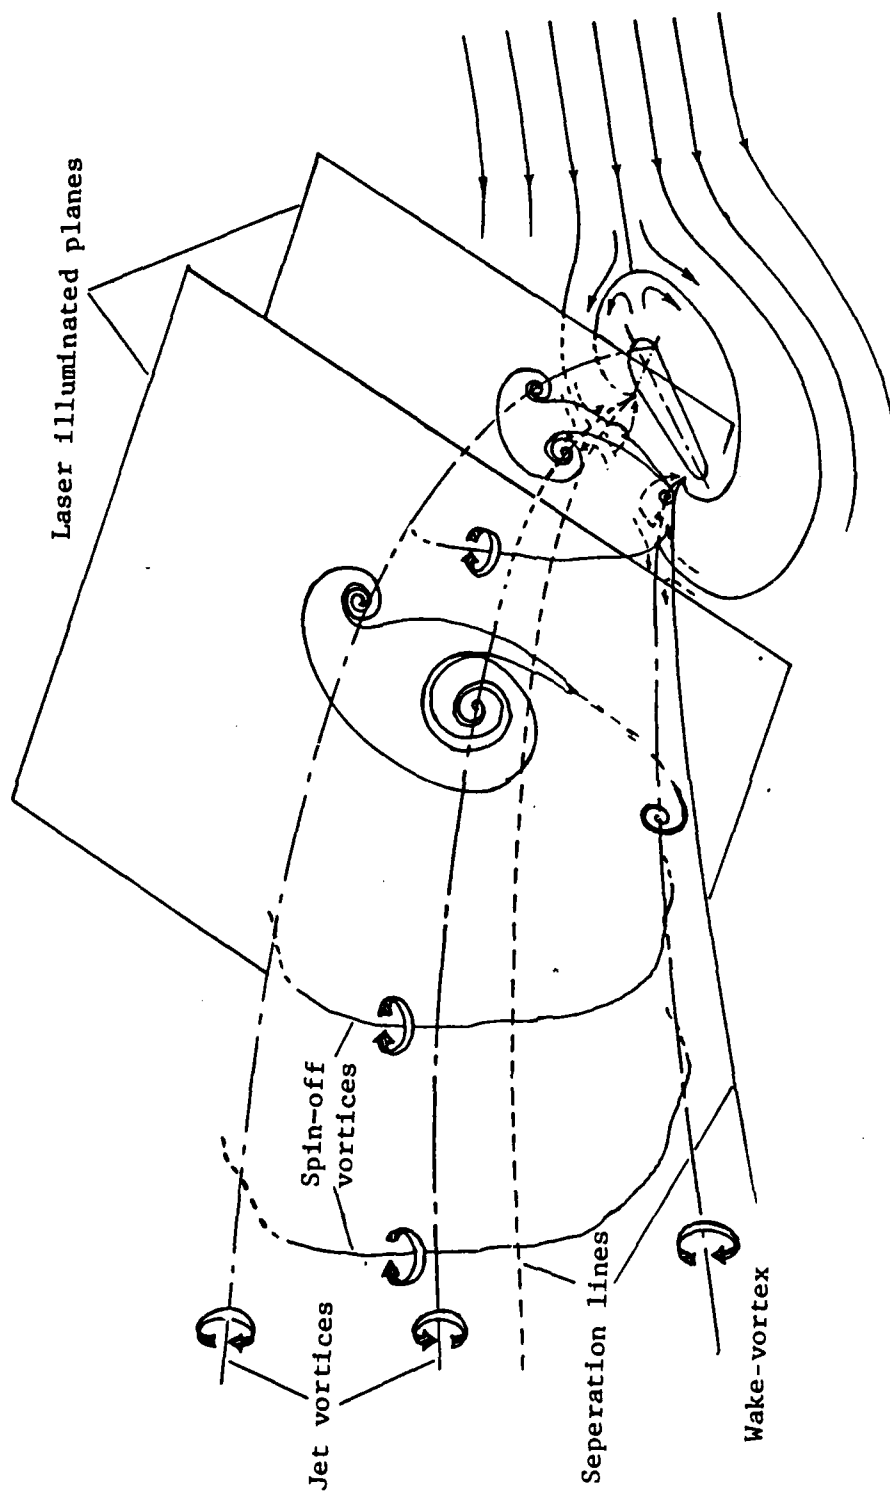 Laser illuminated planes
Spin-off
vortices
Jet vortices
Seperation lines
Wake-vortex